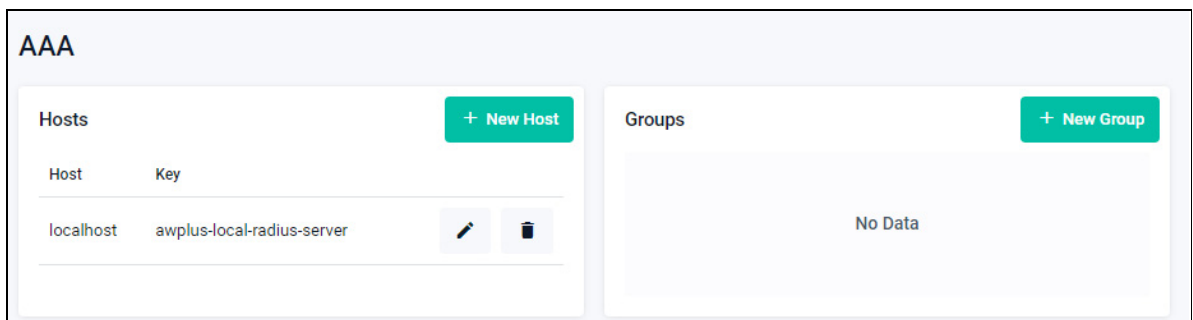 AAA
Hosts
+ New Host
Host Key
localhost awplus-local-radius-server
Groups
+ New Group
No Data